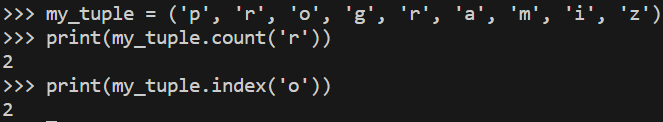 >>> my_tuple = ('p', 'r', 'o', 'g', 'r', 'a', 'm', 'i', 'z')
>>> print(my_tuple.count('r'))
2
>>> print(my_tuple.index('o'))
2